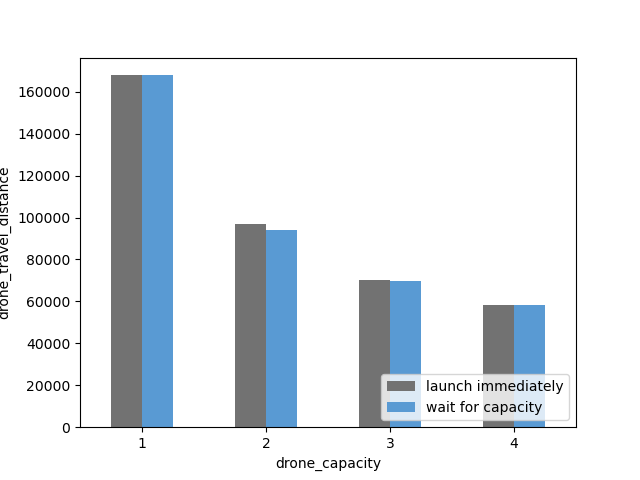 160000
140000
120000
100000
80000
60000
40000
20000
0
drone_travel_distance
1 2 3 4
drone_capacity
launch immediately
wait for capacity